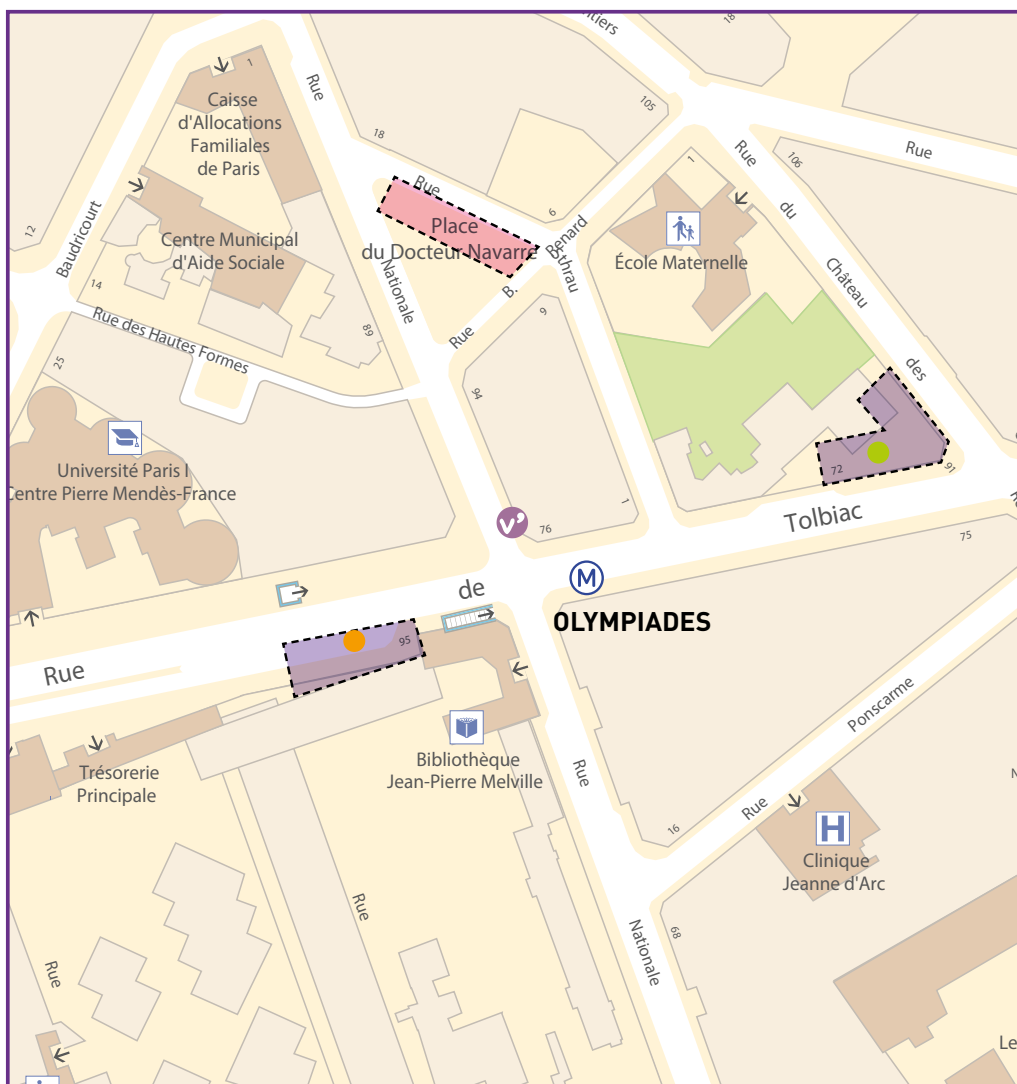 18
Rue
1
Caisse
d'Allocations
Familiales
de Paris
105
18
Rue
Rue
du
106
1
Rue
Place
du Docteur Navarre
6
12
Baudricourt
Centre Municipal
d'Aide Sociale
B. Renard
Sthrau
École Maternelle
Château
des
14
Nationale
Rue des Hautes Formes
89
Rue
9
25
94
Université Paris I
Centre Pierre Mendès-France
72
91
V'
76
1
Tolbiac
75
M
de
OLYMPIADES
Rue
95
Ponscarme
Bibliothèque
Jean-Pierre Melville
Trésorerie
Principale
Rue
Rue
16
H
Clinique
Jeanne d'Arc
Rue
68
Nationale
Rue
Le